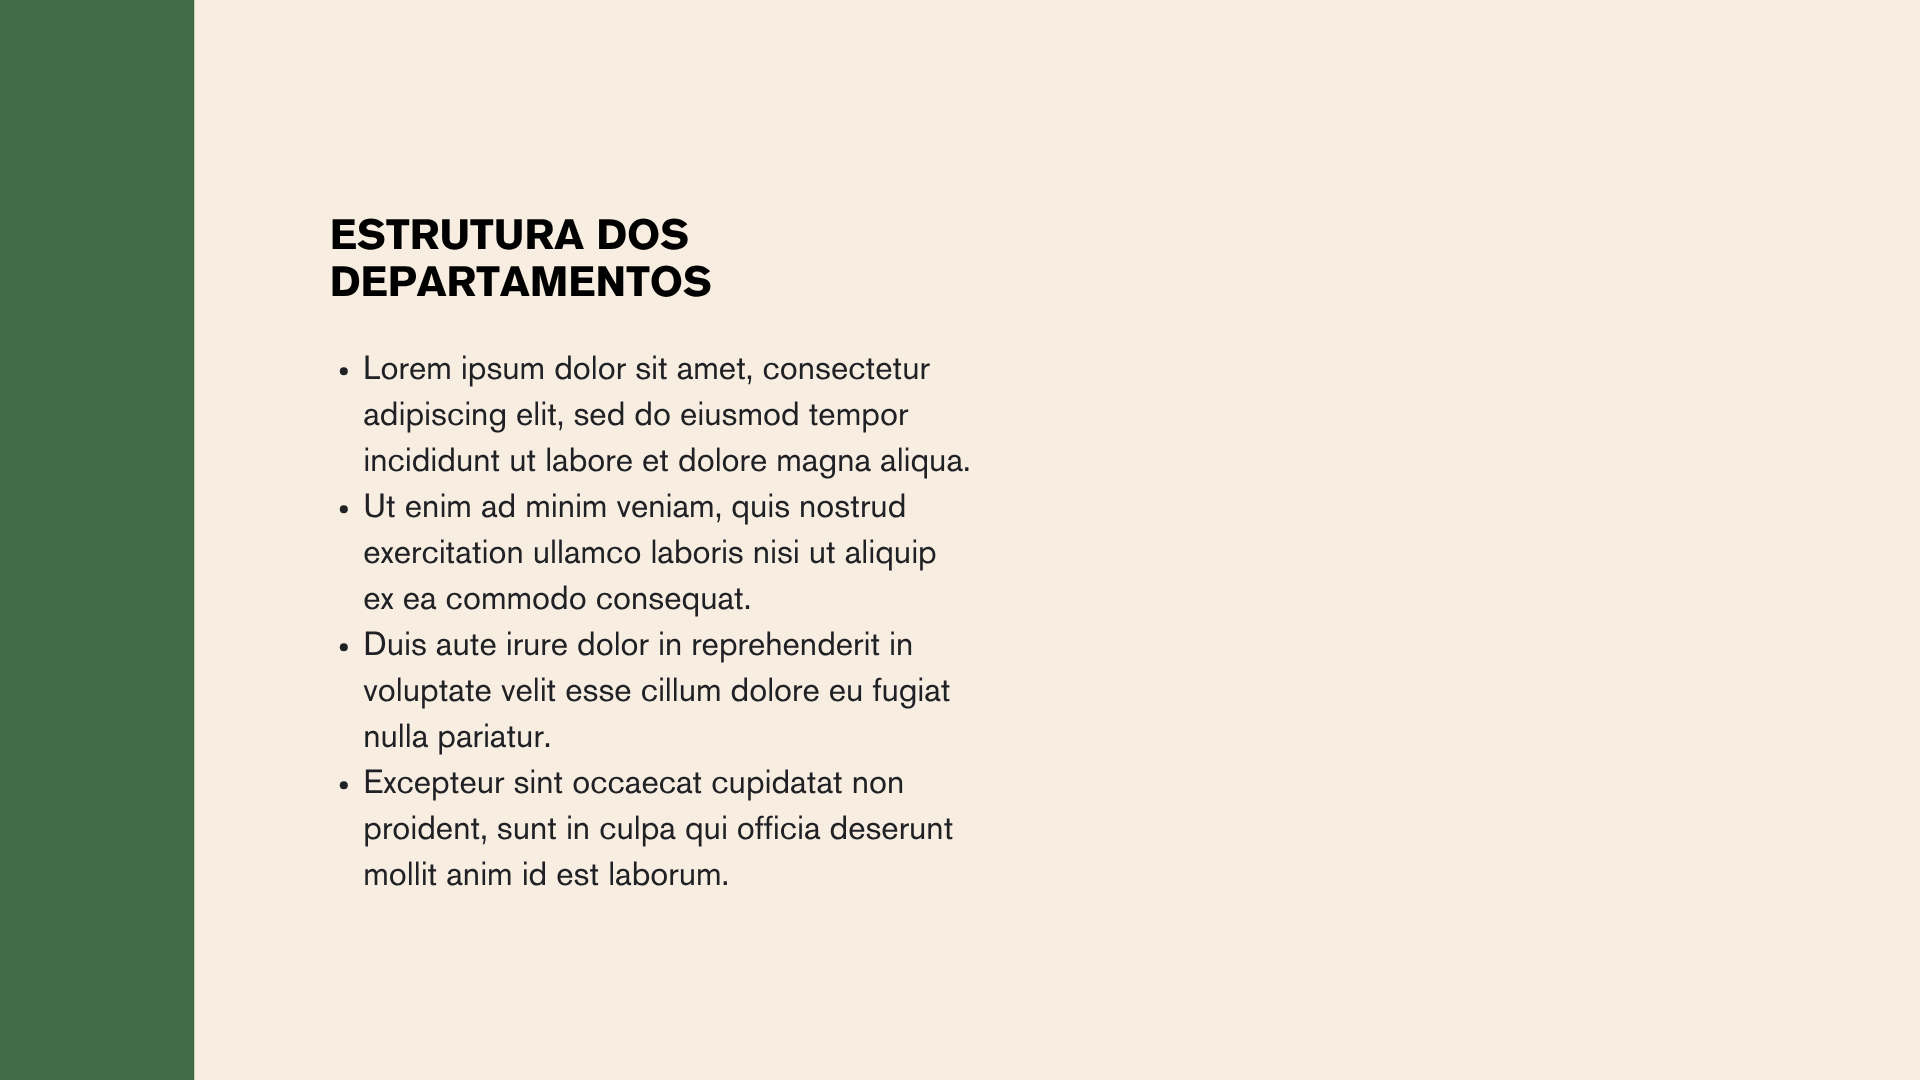 ESTRUTURA DOS
DEPARTAMENTOS
• Lorem ipsum dolor sit amet, consectetur
adipiscing elit, sed do eiusmod tempor
incididunt ut labore et dolore magna aliqua.
• Ut enim ad minim veniam, quis nostrud
exercitation ullamco laboris nisi ut aliquip
ex ea commodo consequat.
• Duis aute irure dolor in reprehenderit in
voluptate velit esse cillum dolore eu fugiat
nulla pariatur.
• Excepteur sint occaecat cupidatat non
proident, sunt in culpa qui officia deserunt
mollit anim id est laborum.